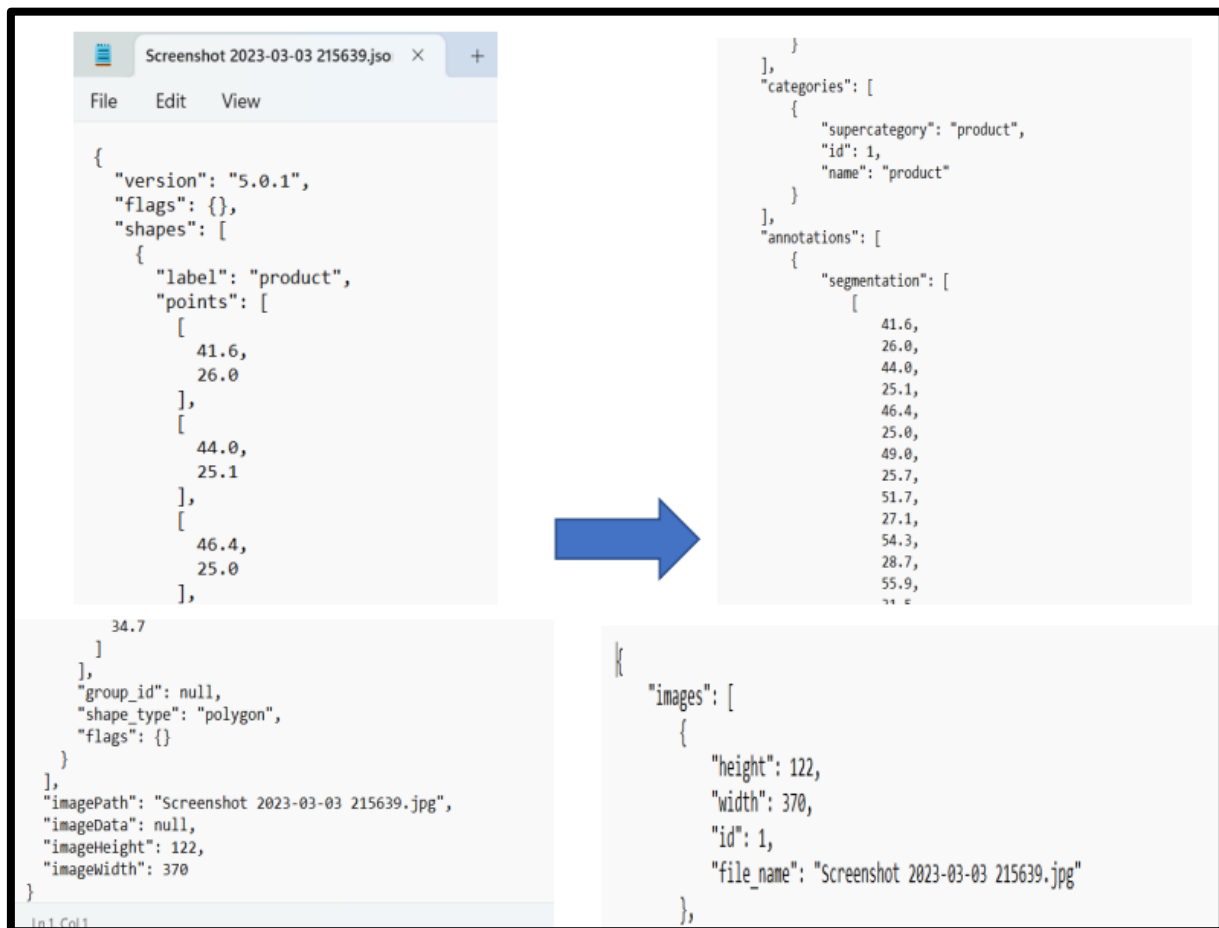 Screenshot 2023-03-03 215639.jso
File Edit View
{
"version": "5.0.1",
"flags": {},
"shapes": [
{
"label": "product",
"points": [
[
41.6,
26.0
],
[
44.0,
25.1
],
[
46.4,
25.0
],
34.7
]
],
"group_id": null,
"shape_type": "polygon",
"flags": {}
}
],
"imagePath": "Screenshot 2023-03-03 215639.jpg",
"imageData": null,
"imageHeight": 122,
"imageWidth": 370
}
Ln 1, Col 1
}
],
"categories": [
{
"supercategory": "product",
"id": 1,
"name": "product"
}
],
"annotations": [
{
"segmentation": [
[
41.6,
26.0,
44.0,
25.1,
46.4,
25.0,
49.0,
25.7,
51.7,
27.1,
54.3,
28.7,
55.9,
{
"images": [
{
"height": 122,
"width": 370,
"id": 1,
"file_name": "Screenshot 2023-03-03 215639.jpg"
},